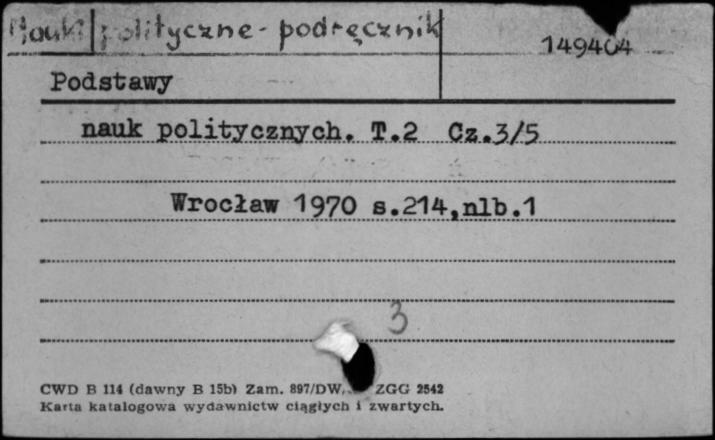 Nauki polityczne - podręcznik
149404
Podstawy
nauk politycznych. T.2 Cz.3/5
Wrocław 1970 s.214,nlb.1
3
CWD B 114 (dawny B 15b) Zam. 897/DW, ZGG 2542
Karta katalogowa wydawnictw ciągłych i zwartych.